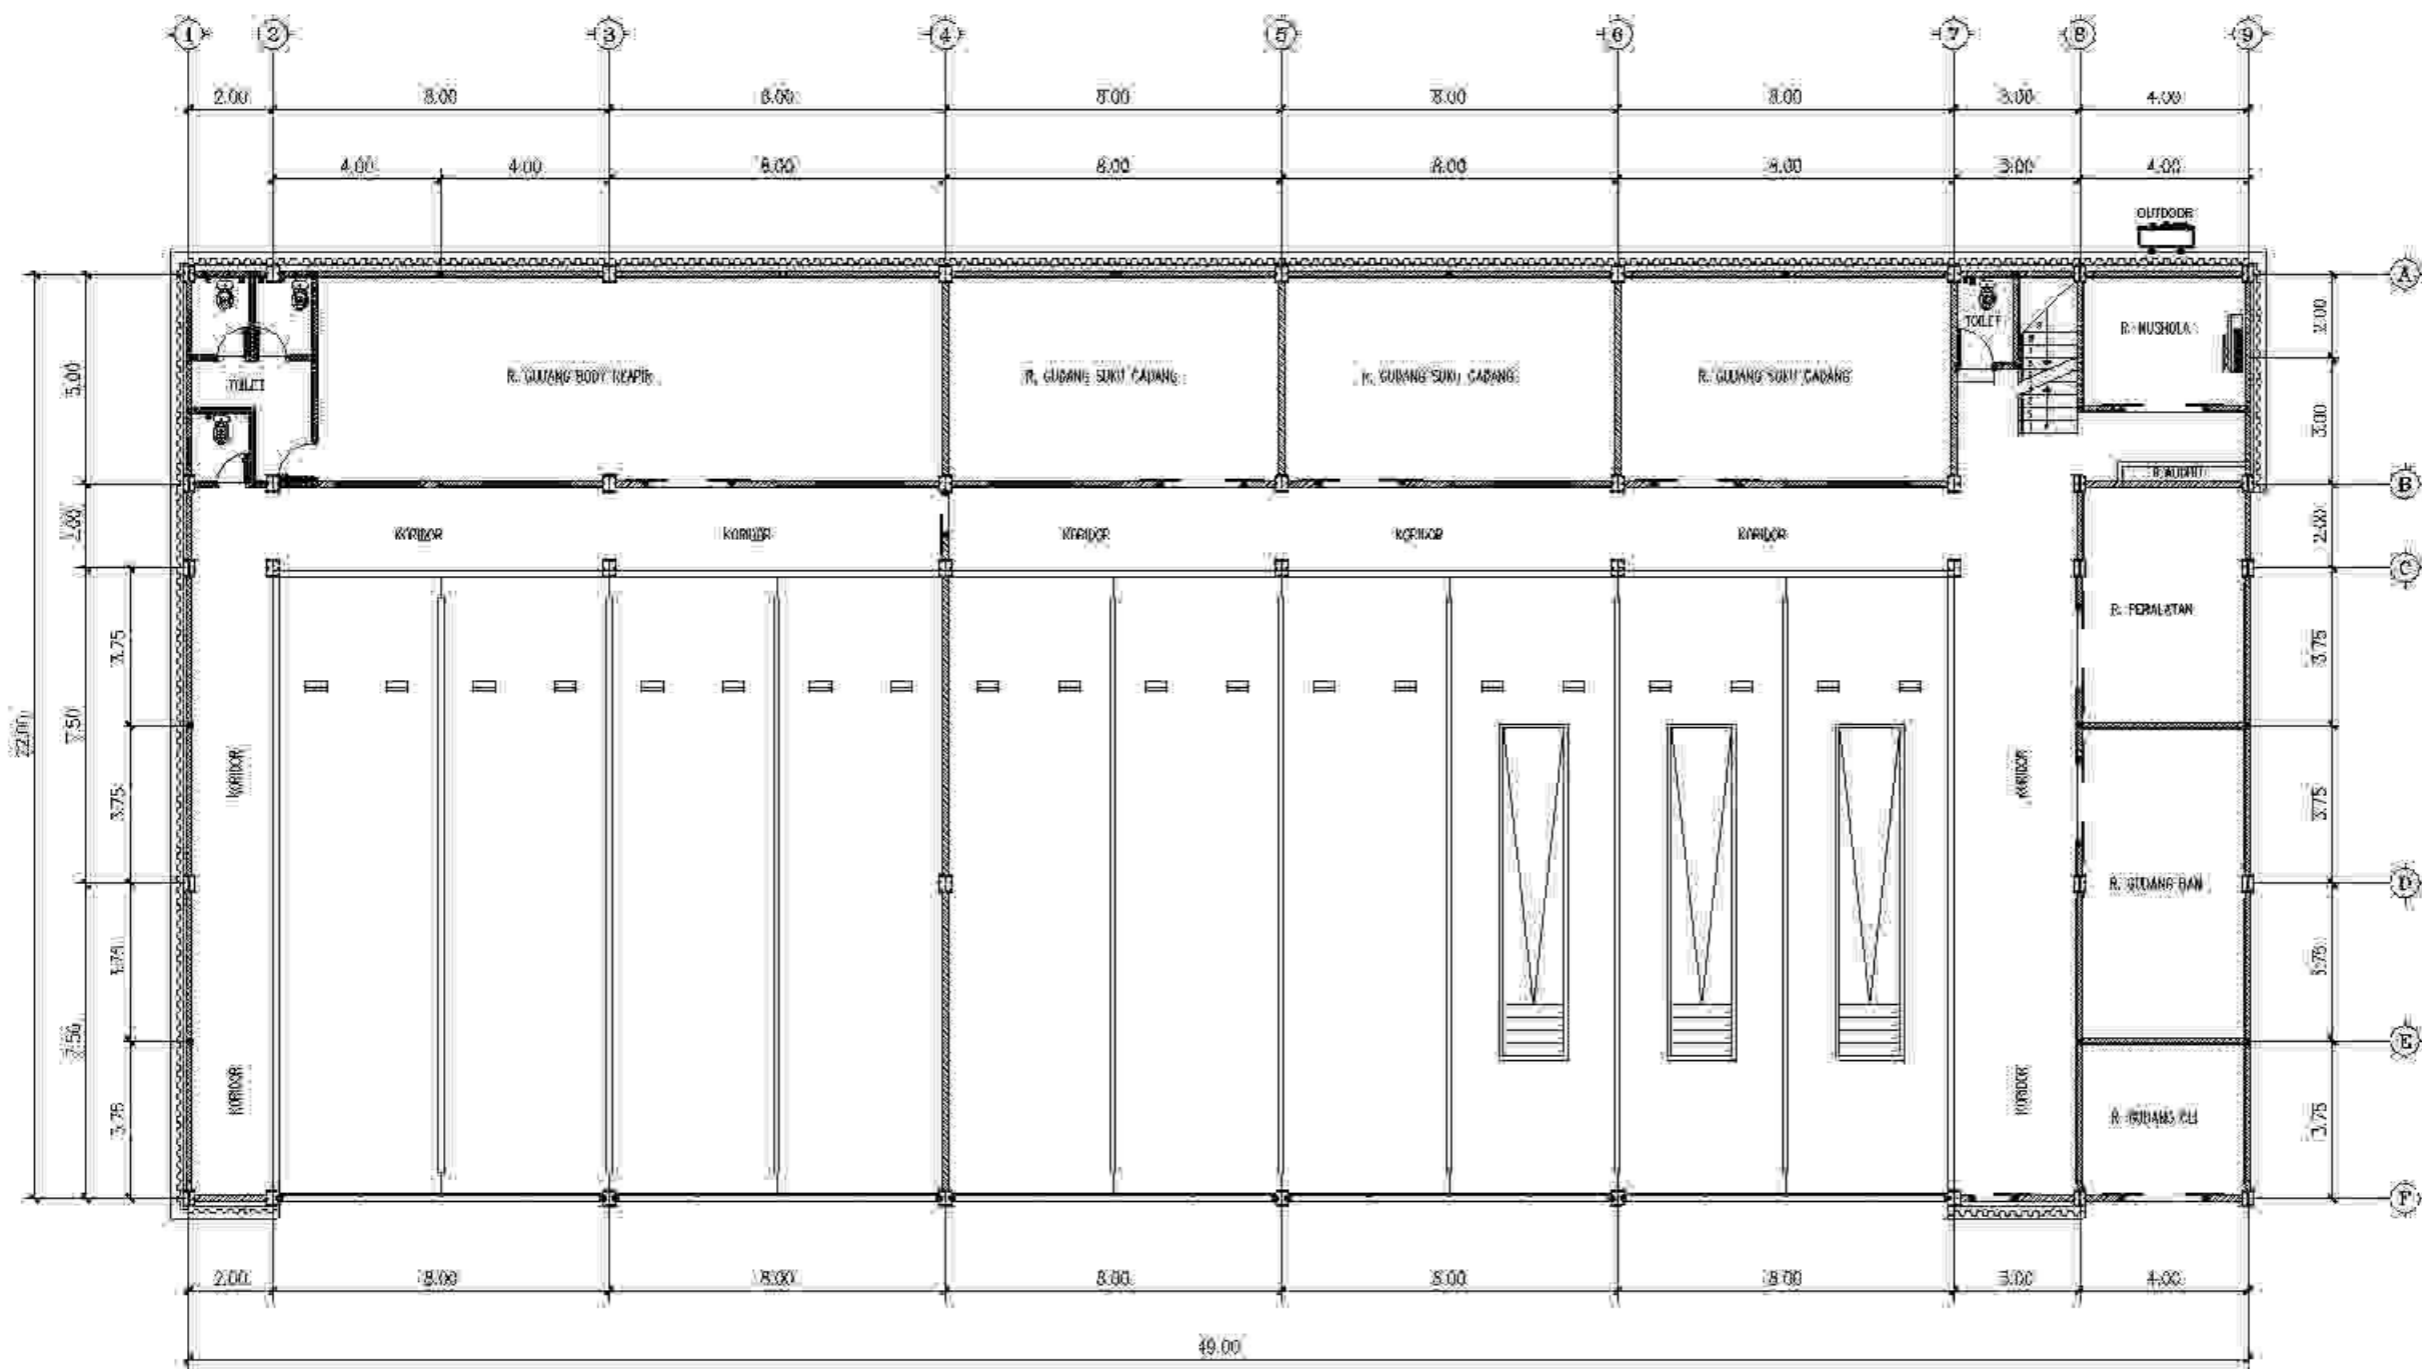 1 2 3 4 5 6 7 8 9
2.00 8.00 8.00 8.00 8.00 8.00 3.00 4.00
4.00 4.00 8.00 8.00 8.00 8.00 3.00 4.00
OUTDOOR
A
2.00
TOILET
R. MUSHOLA
TOILET
R. GUDANG BODY REAPIR
R. GUDANG SUKU CADANG
R. GUDANG SUKU CADANG
R. GUDANG SUKU CADANG
5.00
3.00
B
2.00
KORIDOR KORIDOR KORIDOR KORIDOR KORIDOR
2.00
C
R. PERALATAN
3.75
3.75
7.50
22.00
KORIDOR
KORIDOR
3.75
3.75
R. GUDANG BAN
D
3.75
3.75
7.50
E
KORIDOR
KORIDOR
3.75
3.75
R. GUDANG OLI
F
2.00 8.00 8.00 8.00 8.00 8.00 3.00 4.00
49.00